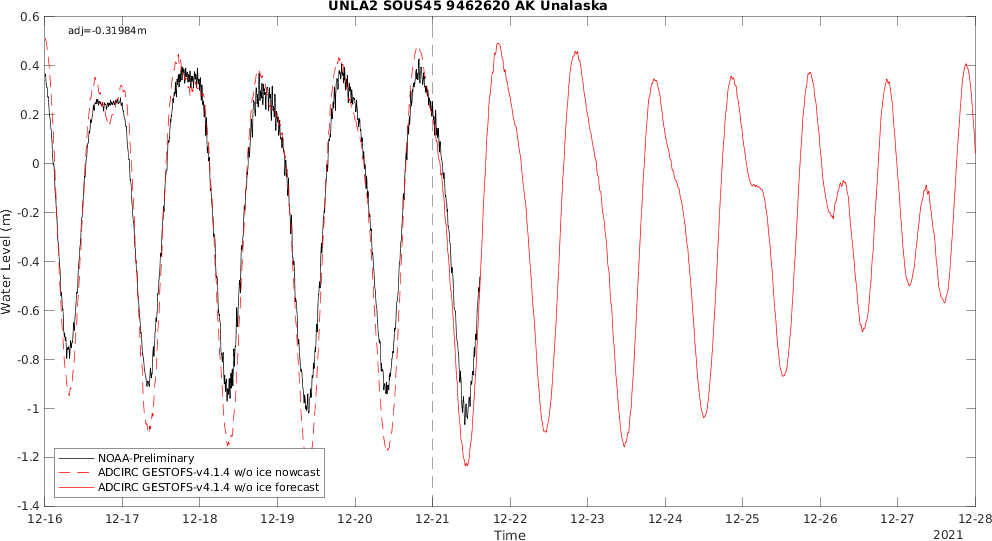 UNLA2 SOUS45 9462620 AK Unalaska
adj=-0.31984m
0.6
0.4
0.2
0
-0.2
-0.4
-0.6
-0.8
-1
-1.2
-1.4
Water Level (m)
NOAA-Preliminary
ADCIRC GESTOFS-v4.1.4 w/o ice nowcast
ADCIRC GESTOFS-v4.1.4 w/o ice forecast
12-16 12-17 12-18 12-19 12-20 12-21 12-22 12-23 12-24 12-25 12-26 12-27 12-28
Time
2021